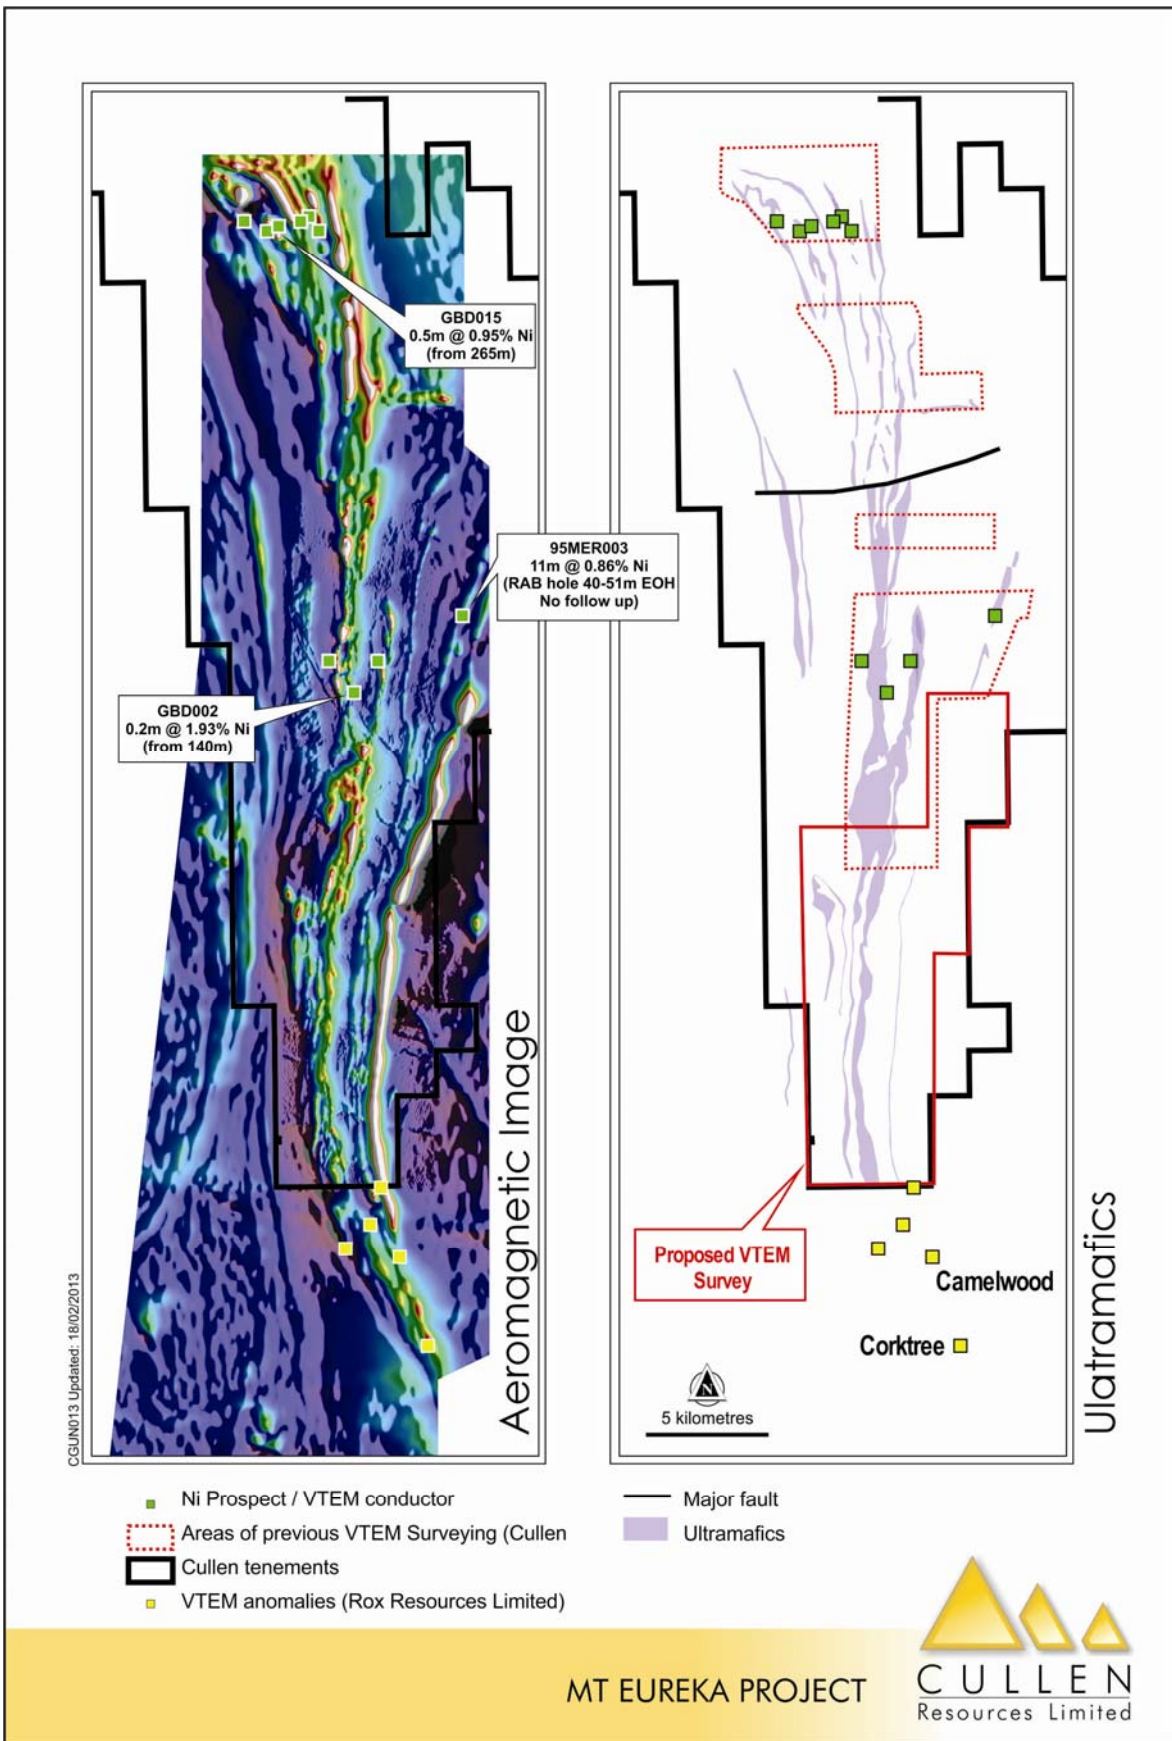 GBD015
0.5m @ 0.95% Ni
(from 265m)
95MER003
11m @ 0.86% Ni
(RAB hole 40-51m EOH
No follow up)
GBD002
0.2m @ 1.93% Ni
(from 140m)
Aeromagnetic Image
CGUN013 Updated: 18/02/2013
Proposed VTEM
Survey
Camelwood
Corktree
N
5 kilometres
Ulatramafics
Ni Prospect / VTEM conductor
Areas of previous VTEM Surveying (Cullen
Cullen tenements
VTEM anomalies (Rox Resources Limited)
Major fault
Ultramafics
MT EUREKA PROJECT
CULLEN
Resources Limited